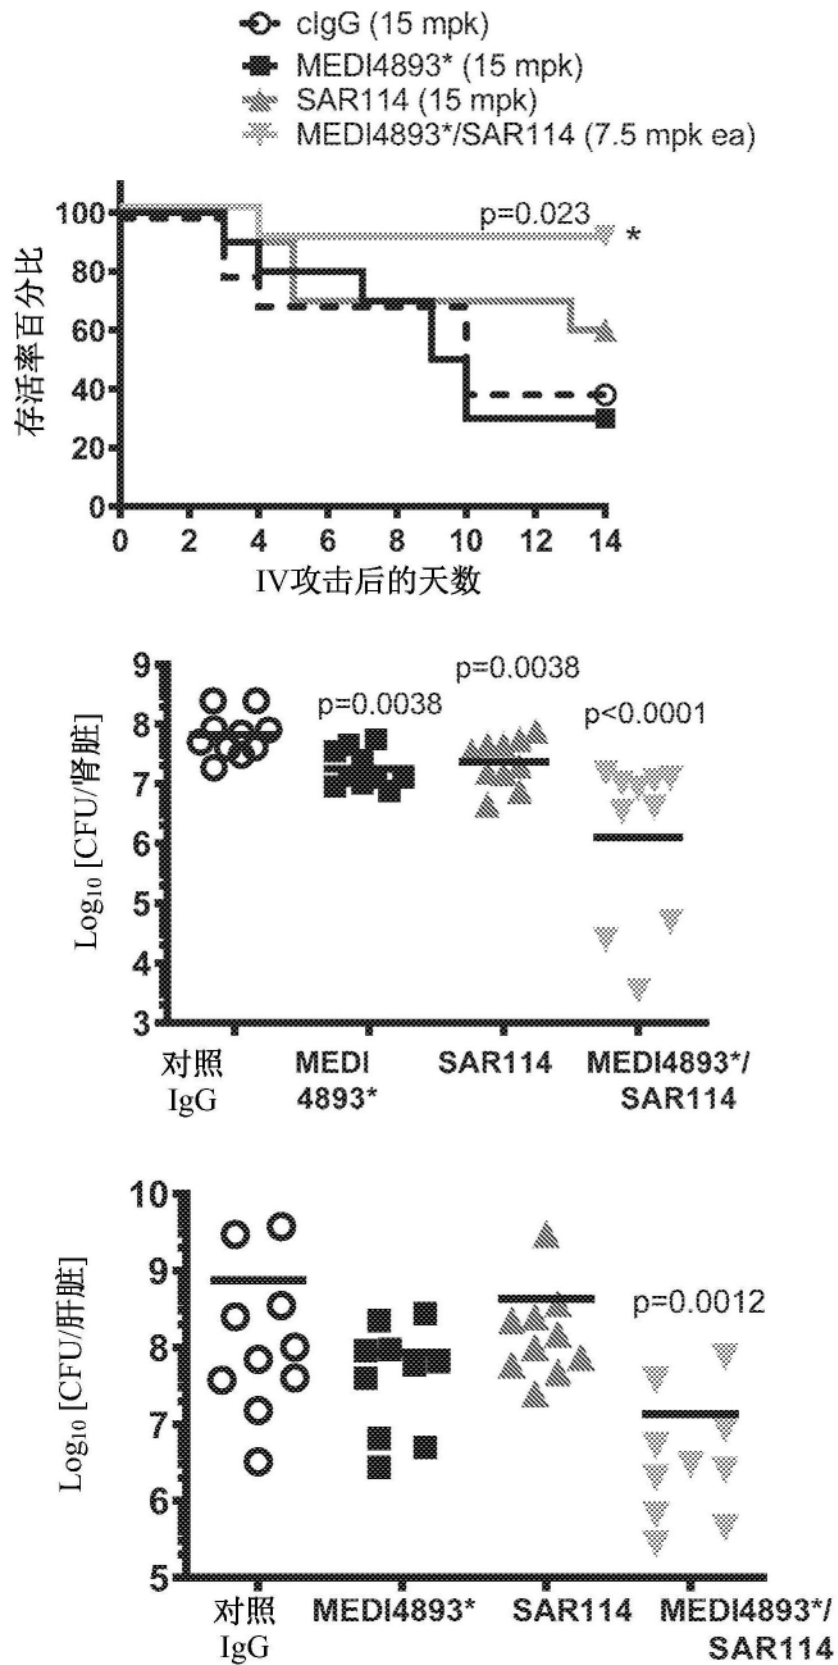 cIgG (15 mpk)
MEDI4893* (15 mpk)
SAR114 (15 mpk)
MEDI4893*/SAR114 (7.5 mpk ea)
存活率百分比
100
80
60
40
20
0
p=0.023
*
0 2 4 6 8 10 12 14
IV攻击后的天数
Log10 [CFU/肾脏]
9
8
7
6
5
4
3
p=0.0038
p=0.0038
p<0.0001
对照 MEDI SAR114 MEDI4893*/
IgG 4893* SAR114
Log10 [CFU/肝脏]
10
9
8
7
6
5
p=0.0012
对照 MEDI4893* SAR114 MEDI4893*/
IgG SAR114